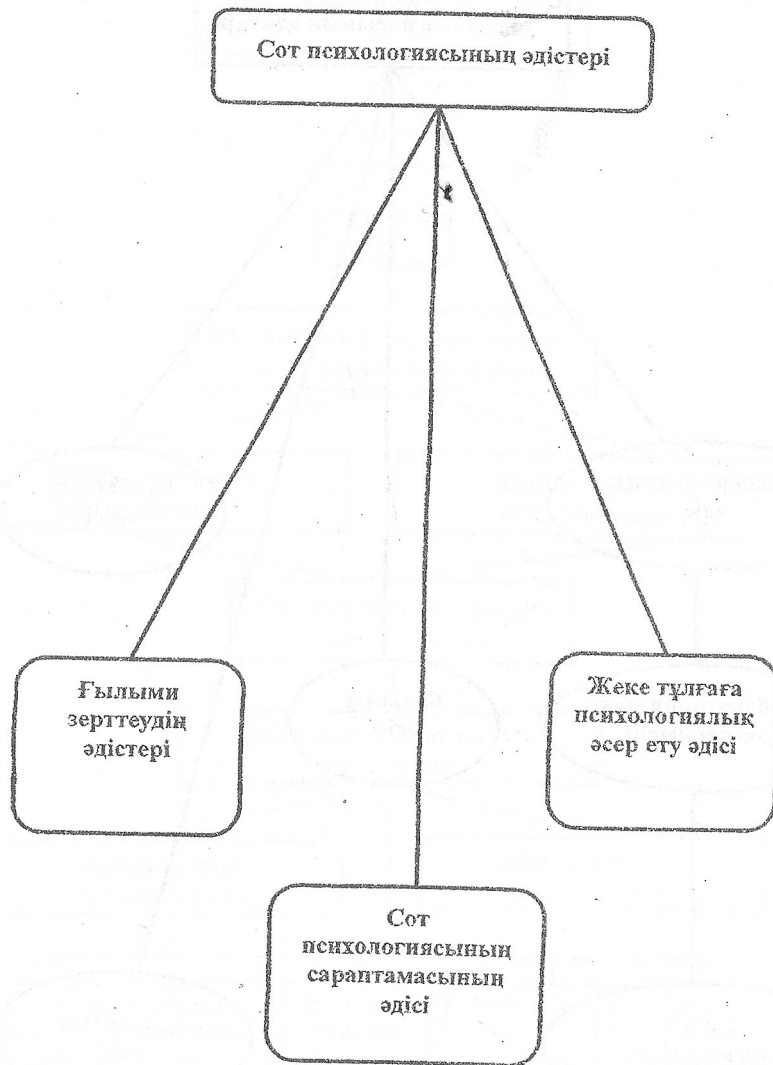 Сот психологиясының әдістері
Ғылыми
зерттеудің
әдістері
Жеке тұлғаға
психологиялық
әсер ету әдісі
Сот
психологиясының
сараптамасының
әдісі